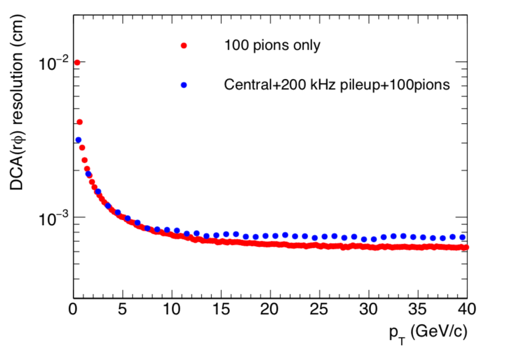 DCA(rφ) resolution (cm)
10⁻²
10⁻³
100 pions only
Central+200 kHz pileup+100pions
0 5 10 15 20 25 30 35 40
p_T (GeV/c)